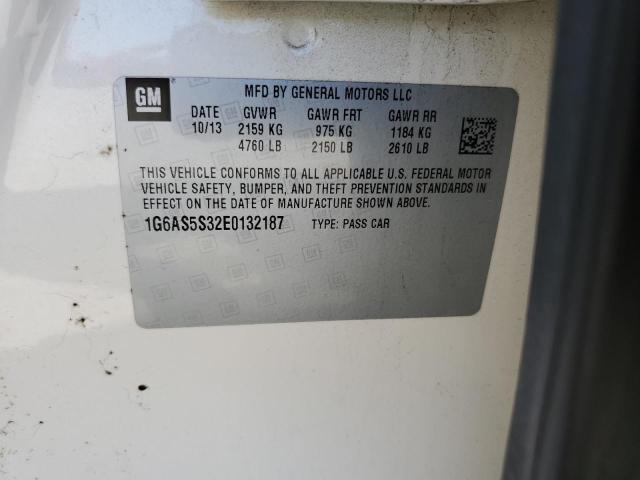 GM
MFD BY GENERAL MOTORS LLC
DATE GVWR GAWR FRT GAWR RR
10/13 2159 KG 975 KG 1184 KG
4760 LB 2150 LB 2610 LB
THIS VEHICLE CONFORMS TO ALL APPLICABLE U.S. FEDERAL MOTOR
VEHICLE SAFETY, BUMPER, AND THEFT PREVENTION STANDARDS IN
EFFECT ON THE DATE OF MANUFACTURE SHOWN ABOVE.
1G6AS5S32E0132187 TYPE: PASS CAR